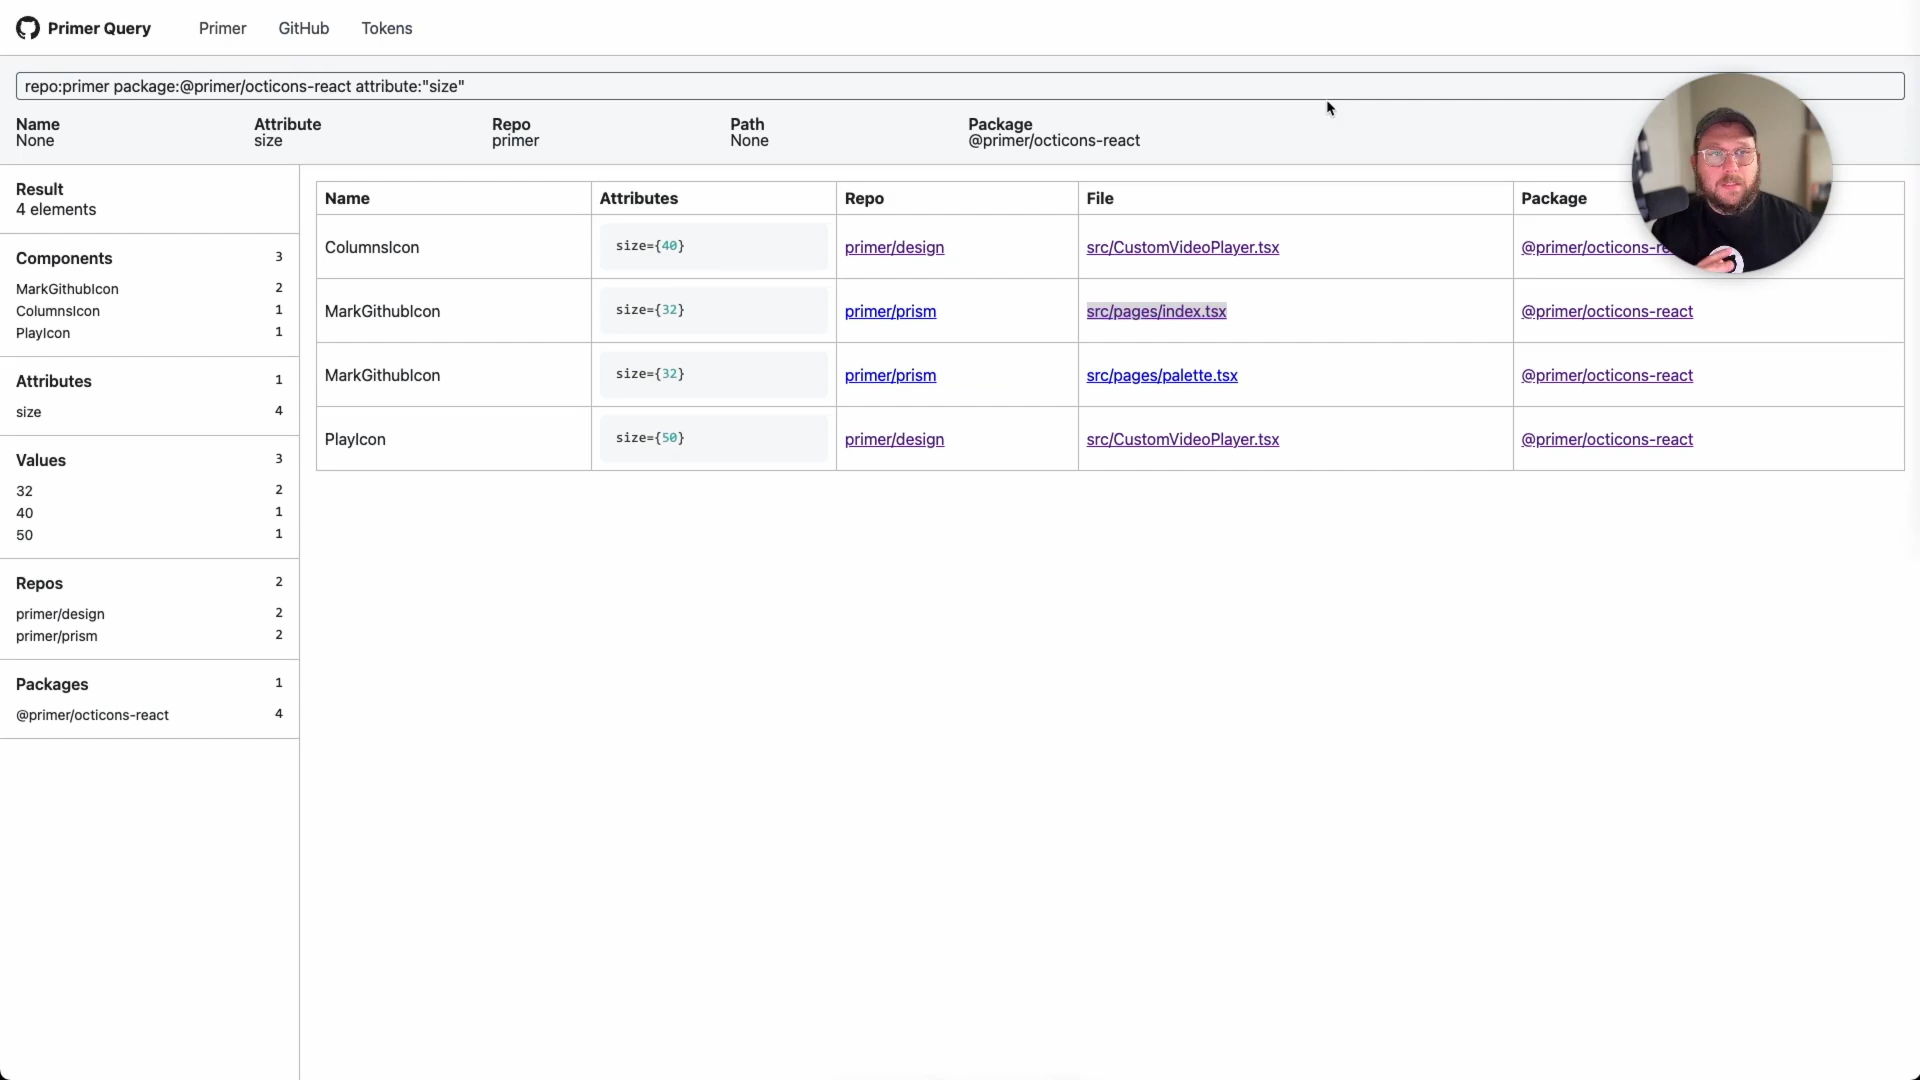 Primer Query Primer GitHub Tokens
repo:primer package:@primer/octicons-react attribute:"size"
Name Attribute Repo Path Package
None size primer None @primer/octicons-react
Result
4 elements
Components 3
MarkGithubIcon 2
ColumnsIcon 1
PlayIcon 1
Attributes 1
size 4
Values 3
32 2
40 1
50 1
Repos 2
primer/design 2
primer/prism 2
Packages 1
@primer/octicons-react 4
Name Attributes Repo File Package
ColumnsIcon size={40} primer/design src/CustomVideoPlayer.tsx @primer/octicons-re
MarkGithubIcon size={32} primer/prism src/pages/index.tsx @primer/octicons-react
MarkGithubIcon size={32} primer/prism src/pages/palette.tsx @primer/octicons-react
PlayIcon size={50} primer/design src/CustomVideoPlayer.tsx @primer/octicons-react